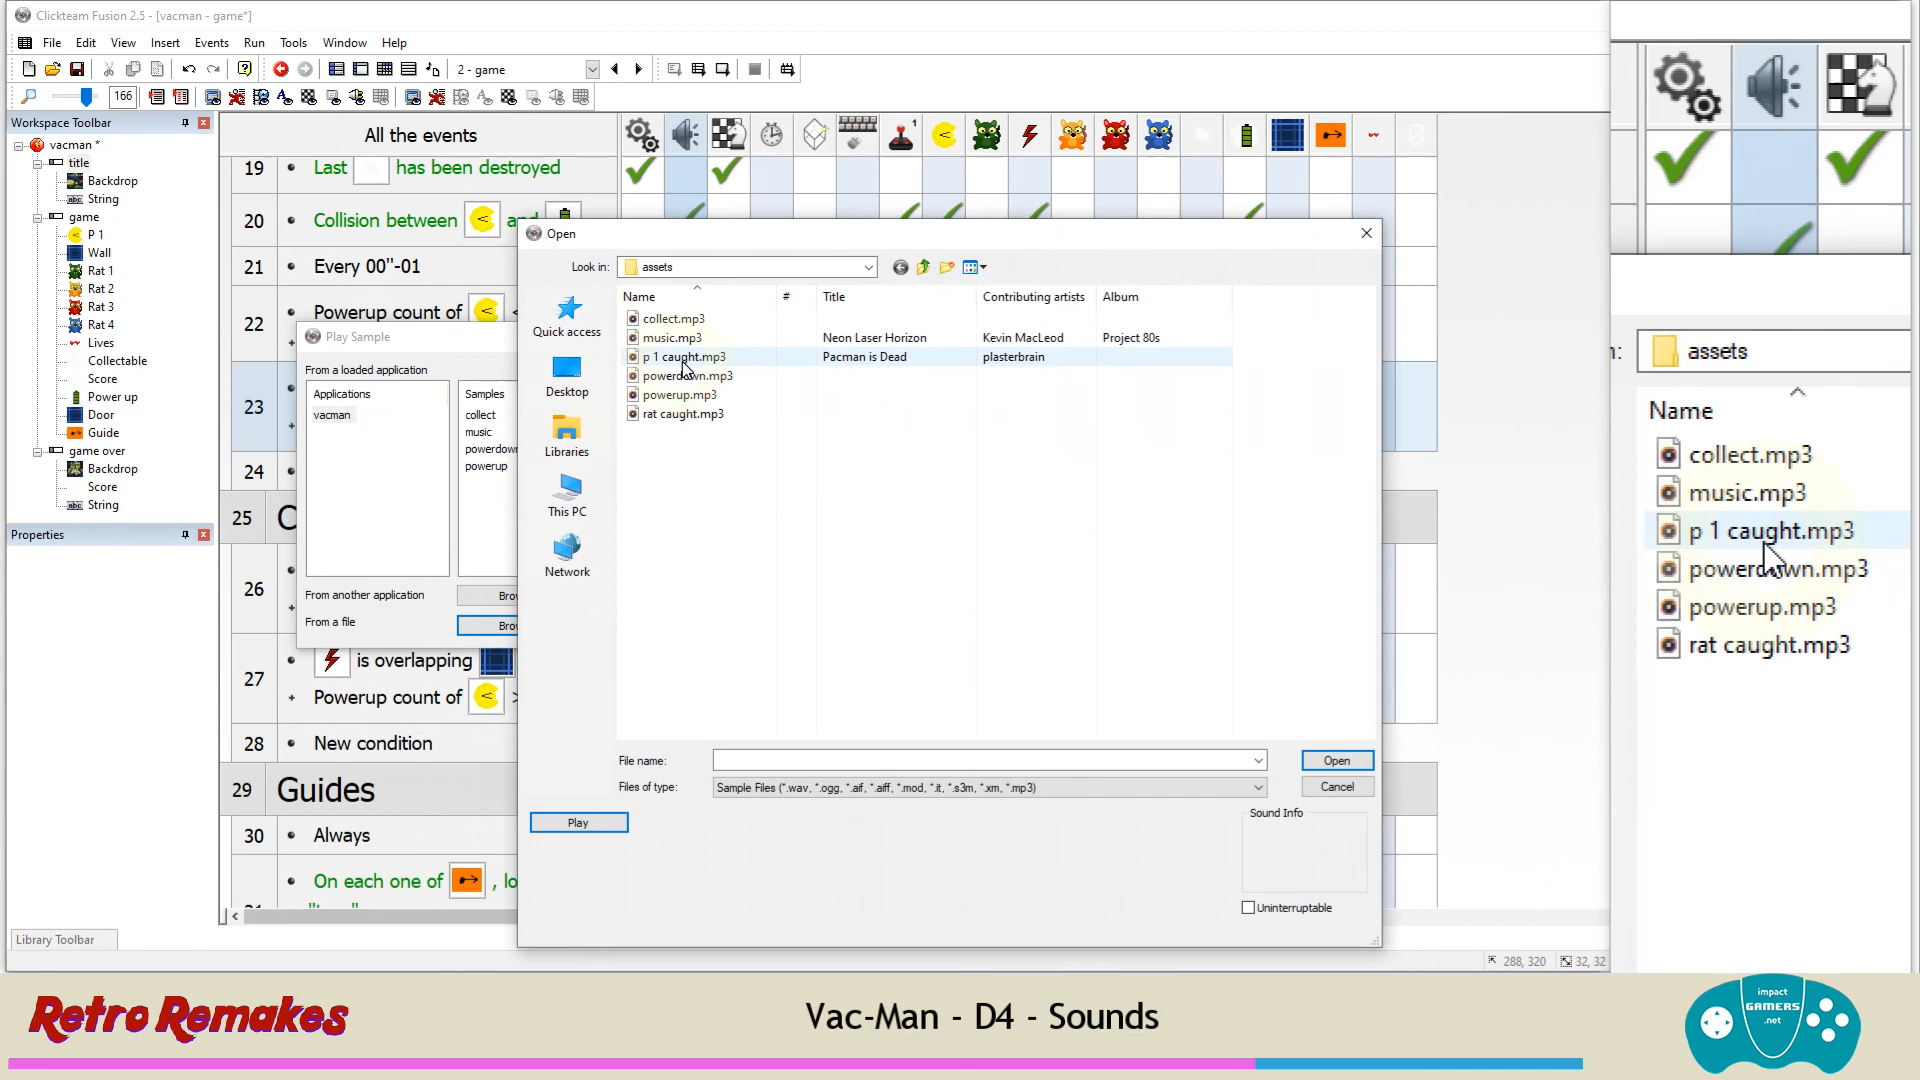 Clickteam Fusion 2.5 - [vacman - game*]
File Edit View Insert Events Run Tools Window Help
2 - game
166
Workspace Toolbar
vacman *
title
Backdrop
String
game
P 1
Wall
Rat 1
Rat 2
Rat 3
Rat 4
Lives
Collectable
Score
Power up
Door
Guide
game over
Backdrop
Score
String
Properties
Library Toolbar
All the events
19 Last has been destroyed
20 Collision between and
21 Every 00"-01
22 Powerup count of
23
24
25 C
26
27 is overlapping
Powerup count of >
28 New condition
29 Guides
30 Always
On each one of , lo
Play Sample
From a loaded application
Applications
vacman
Samples
collect
music
powerdown
powerup
From another application Bro
From a file Bro
Open
Look in: assets
Quick access
Desktop
Libraries
This PC
Network
Name # Title Contributing artists Album
collect.mp3
music.mp3 Neon Laser Horizon Kevin MacLeod Project 80s
p 1 caught.mp3 Pacman is Dead plasterbrain
powerdown.mp3
powerup.mp3
rat caught.mp3
File name: Open
Files of type: Sample Files (*.wav, *.ogg, *.aif, *.aiff, *.mod, *.it, *.s3m, *.xm, *.mp3) Cancel
Play
Sound Info
Uninterruptable
288, 320 32, 32
assets
Name
collect.mp3
music.mp3
p 1 caught.mp3
powerdown.mp3
powerup.mp3
rat caught.mp3
Retro Remakes
Vac-Man - D4 - Sounds
impact
GAMERS
.net